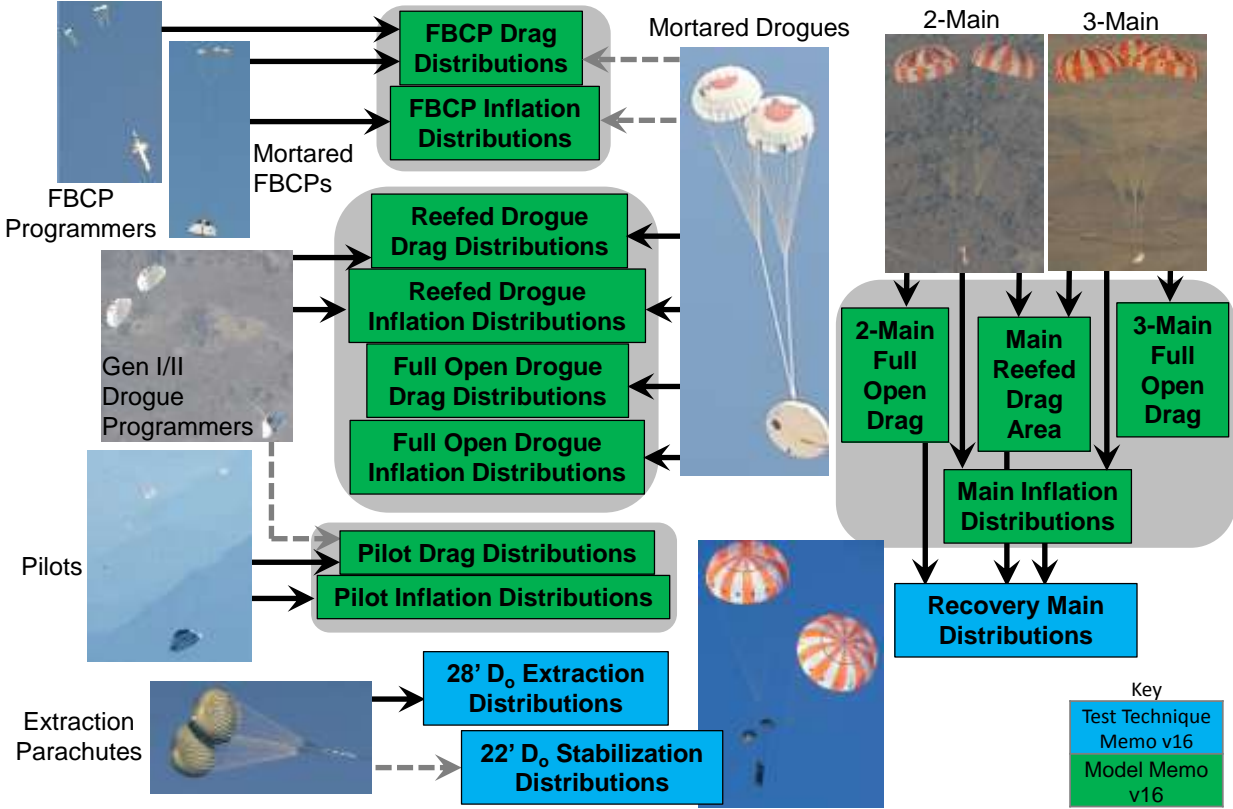 FBCP Drag
Distributions
FBCP Inflation
Distributions
Mortared
FBCPs
FBCP
Programmers
Mortared Drogues
2-Main
3-Main
Reefed Drogue
Drag Distributions
Reefed Drogue
Inflation Distributions
Full Open Drogue
Drag Distributions
Full Open Drogue
Inflation Distributions
Gen I/II
Drogue
Programmers
2-Main
Full
Open
Drag
Main
Reefed
Drag
Area
3-Main
Full
Open
Drag
Main Inflation
Distributions
Pilots
Pilot Drag Distributions
Pilot Inflation Distributions
Recovery Main
Distributions
Extraction
Parachutes
28’ Do Extraction
Distributions
22’ Do Stabilization
Distributions
Key
Test Technique
Memo v16
Model Memo
v16